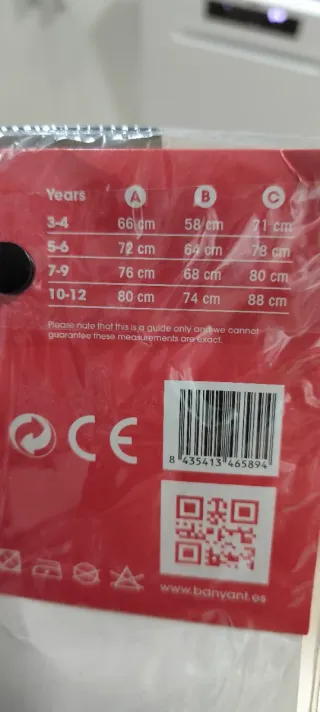 Years A B C
3-4 66 cm 58 cm 71 cm
5-6 72 cm 64 cm 78 cm
7-9 76 cm 68 cm 80 cm
10-12 80 cm 74 cm 88 cm
Please note that this is a guide only and we cannot
guarantee these measurements are exact.
CE
8 435413 465894
www.banyant.es